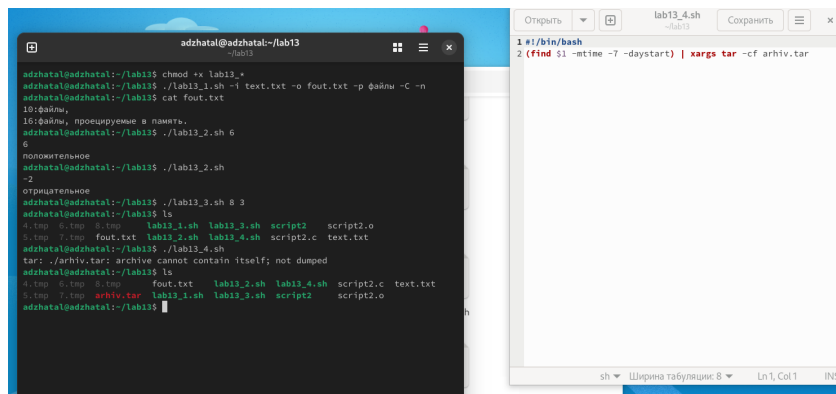 adzhatal@adzhatal:~/lab13
~/lab13
adzhatal@adzhatal:~/lab13$ chmod +x lab13_*
adzhatal@adzhatal:~/lab13$ ./lab13_1.sh -i text.txt -o fout.txt -p файлы -C -n
adzhatal@adzhatal:~/lab13$ cat fout.txt
10:файлы,
16:файлы, проецируемые в память.
adzhatal@adzhatal:~/lab13$ ./lab13_2.sh 6
6
положительное
adzhatal@adzhatal:~/lab13$ ./lab13_2.sh
-2
отрицательное
adzhatal@adzhatal:~/lab13$ ./lab13_3.sh 8 3
adzhatal@adzhatal:~/lab13$ ls
4.tmp 6.tmp 8.tmp lab13_1.sh lab13_3.sh script2 script2.o
5.tmp 7.tmp fout.txt lab13_2.sh lab13_4.sh script2.c text.txt
adzhatal@adzhatal:~/lab13$ ./lab13_4.sh
tar: ./arhiv.tar: archive cannot contain itself; not dumped
adzhatal@adzhatal:~/lab13$ ls
4.tmp 6.tmp 8.tmp fout.txt lab13_2.sh lab13_4.sh script2.c text.txt
5.tmp 7.tmp arhiv.tar lab13_1.sh lab13_3.sh script2 script2.o
adzhatal@adzhatal:~/lab13$
h
Открыть lab13_4.sh Сохранить
~/lab13
1 #!/bin/bash
2 (find $1 -mtime -7 -daystart) | xargs tar -cf arhiv.tar
sh Ширина табуляции: 8 Ln 1, Col 1 INS